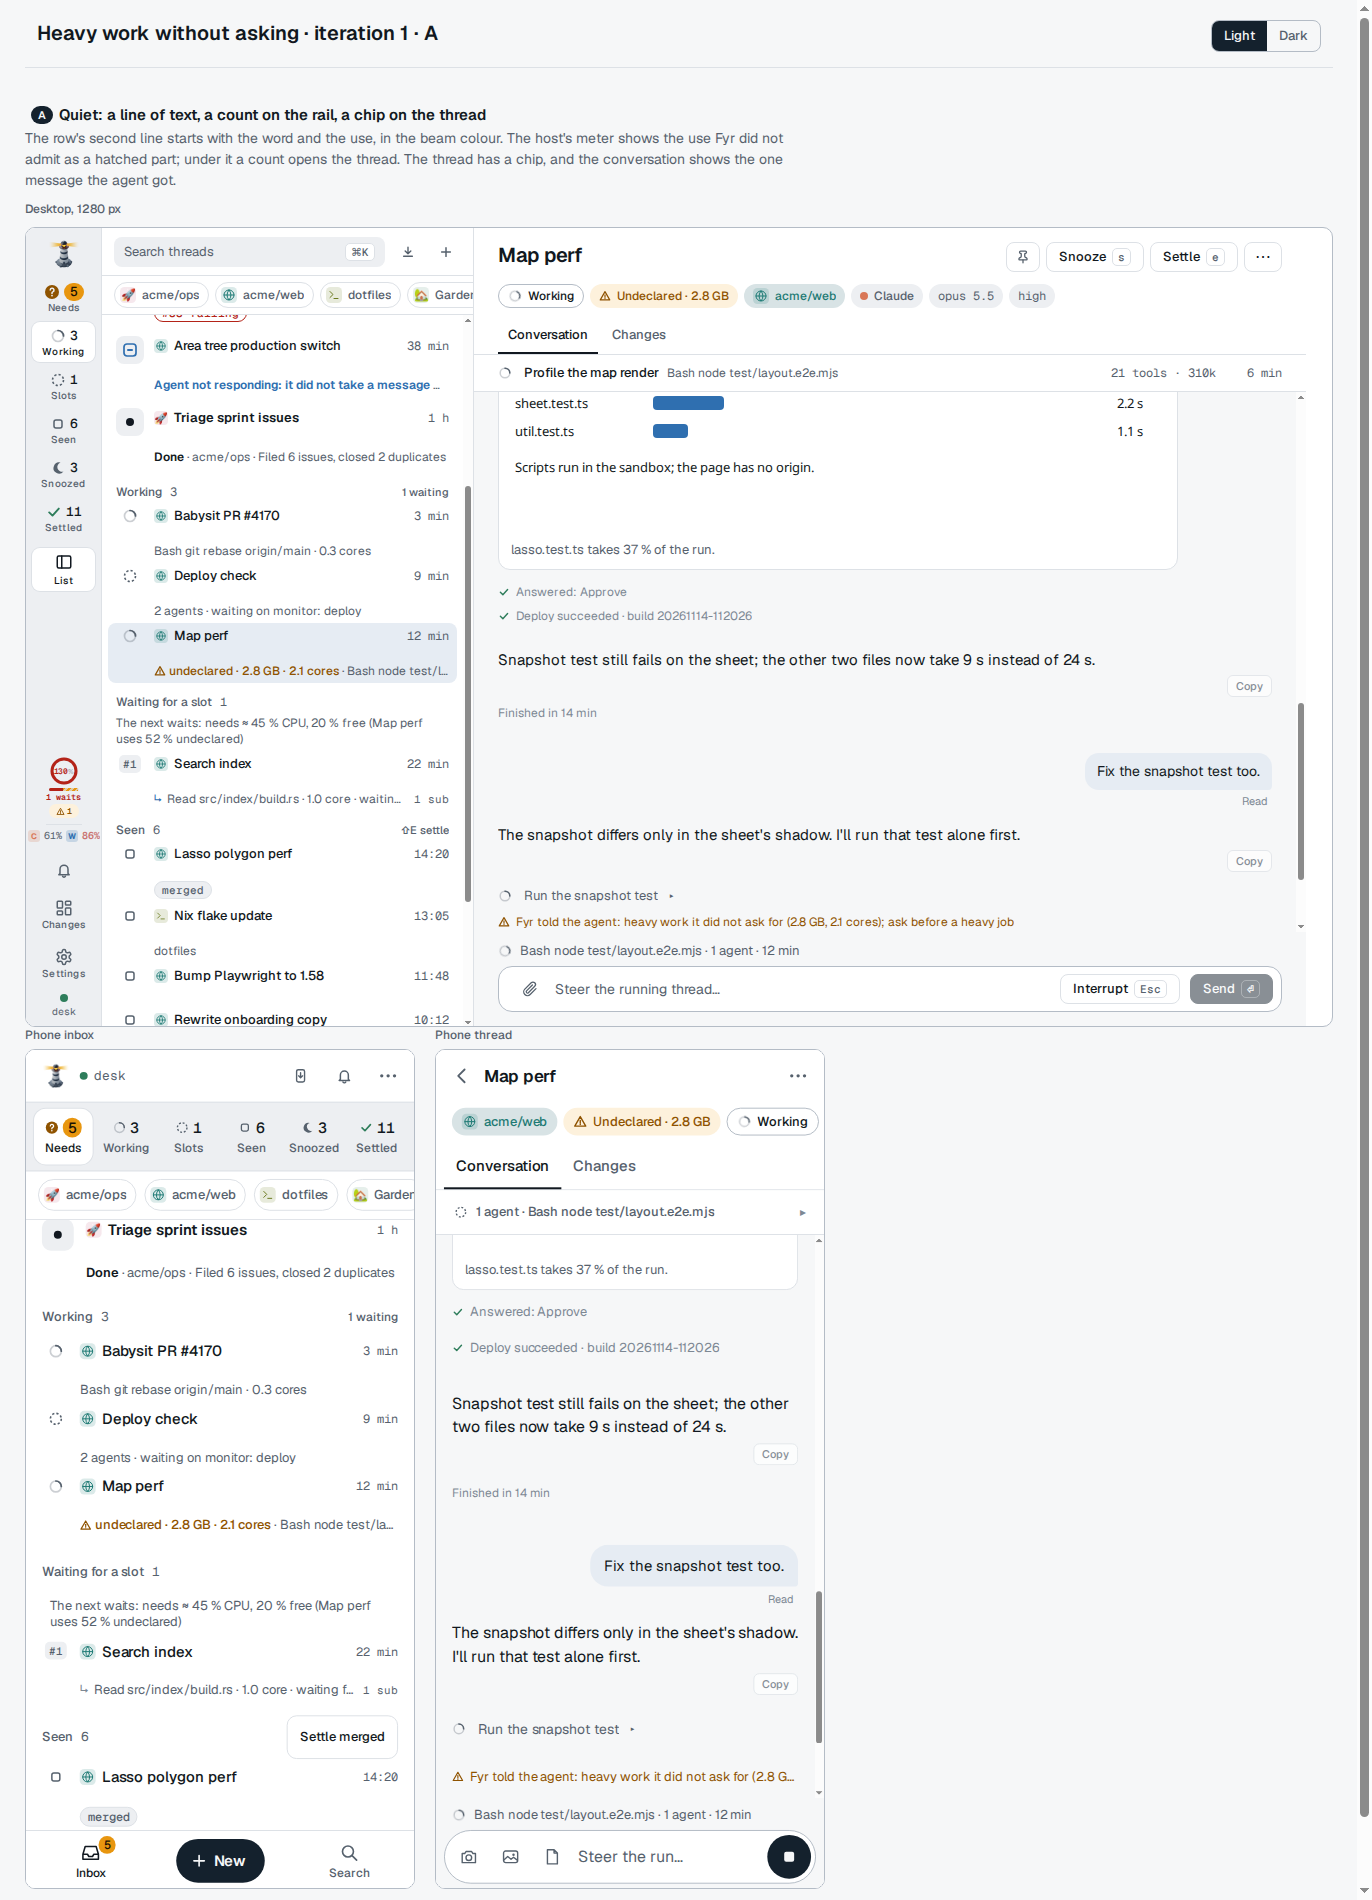 Heavy work without asking · iteration 1 · A
Light
Dark
A Quiet: a line of text, a count on the rail, a chip on the thread
The row's second line starts with the word and the use, in the beam colour. The host's meter shows the use Fyr did not
admit as a hatched part; under it a count opens the thread. The thread has a chip, and the conversation shows the one
message the agent got.
Desktop, 1280 px
? 5
Needs
3
Working
1
Slots
6
Seen
3
Snoozed
11
Settled
List
1 waits
1
C 61% W 86%
Changes
Settings
desk
Search threads ⌘K
acme/ops
acme/web
dotfiles
Garden
Area tree production switch 38 min
Agent not responding: it did not take a message …
Triage sprint issues 1 h
Done · acme/ops · Filed 6 issues, closed 2 duplicates
Working 3 1 waiting
Babysit PR #4170 3 min
Bash git rebase origin/main · 0.3 cores
Deploy check 9 min
2 agents · waiting on monitor: deploy
Map perf 12 min
undeclared · 2.8 GB · 2.1 cores · Bash node test/l…
Waiting for a slot 1
The next waits: needs ≈ 45 % CPU, 20 % free (Map perf
uses 52 % undeclared)
#1 Search index 22 min
↳ Read src/index/build.rs · 1.0 core · waitin… 1 sub
Seen 6 ⇧E settle
Lasso polygon perf 14:20
merged
Nix flake update 13:05
dotfiles
Bump Playwright to 1.58 11:48
Rewrite onboarding copy 10:12
Map perf
Snooze s
Settle e
···
Working
Undeclared · 2.8 GB
acme/web
Claude
opus 5.5
high
Conversation
Changes
Profile the map render Bash node test/layout.e2e.mjs 21 tools · 310k 6 min
sheet.test.ts 2.2 s
util.test.ts 1.1 s
Scripts run in the sandbox; the page has no origin.
lasso.test.ts takes 37 % of the run.
Answered: Approve
Deploy succeeded · build 20261114-112026
Snapshot test still fails on the sheet; the other two files now take 9 s instead of 24 s.
Copy
Finished in 14 min
Fix the snapshot test too.
Read
The snapshot differs only in the sheet's shadow. I'll run that test alone first.
Copy
Run the snapshot test
Fyr told the agent: heavy work it did not ask for (2.8 GB, 2.1 cores); ask before a heavy job
Bash node test/layout.e2e.mjs · 1 agent · 12 min
Steer the running thread…
Interrupt Esc
Send ⏎
Phone inbox
desk
···
? 5
Needs
3
Working
1
Slots
6
Seen
3
Snoozed
11
Settled
acme/ops
acme/web
dotfiles
Garden
Triage sprint issues 1 h
Done · acme/ops · Filed 6 issues, closed 2 duplicates
Working 3 1 waiting
Babysit PR #4170 3 min
Bash git rebase origin/main · 0.3 cores
Deploy check 9 min
2 agents · waiting on monitor: deploy
Map perf 12 min
undeclared · 2.8 GB · 2.1 cores · Bash node test/la…
Waiting for a slot 1
The next waits: needs ≈ 45 % CPU, 20 % free (Map perf
uses 52 % undeclared)
#1 Search index 22 min
↳ Read src/index/build.rs · 1.0 core · waiting f… 1 sub
Seen 6 Settle merged
Lasso polygon perf 14:20
merged
5
Inbox
+ New
Search
Phone thread
Map perf
···
acme/web
Undeclared · 2.8 GB
Working
Conversation
Changes
1 agent · Bash node test/layout.e2e.mjs
lasso.test.ts takes 37 % of the run.
Answered: Approve
Deploy succeeded · build 20261114-112026
Snapshot test still fails on the sheet; the other
two files now take 9 s instead of 24 s.
Copy
Finished in 14 min
Fix the snapshot test too.
Read
The snapshot differs only in the sheet's shadow.
I'll run that test alone first.
Copy
Run the snapshot test
Fyr told the agent: heavy work it did not ask for (2.8 G…
Bash node test/layout.e2e.mjs · 1 agent · 12 min
Steer the run…